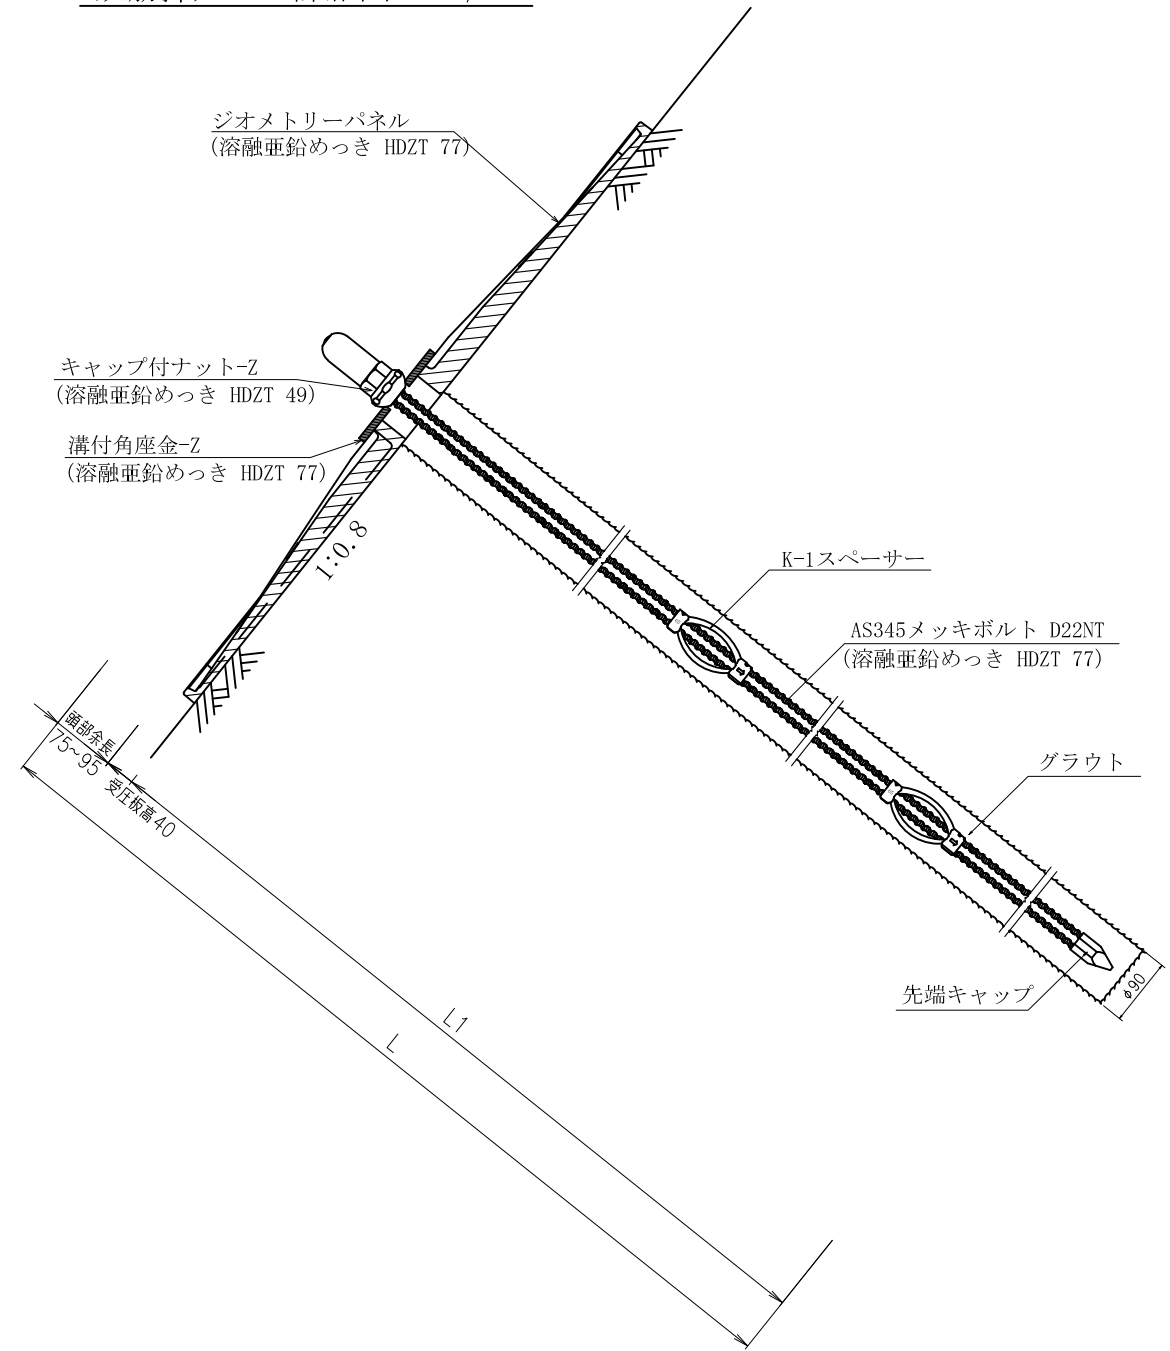 ジオメトリーパネル
(溶融亜鉛めっき HDZT 77)
キャップ付ナット-Z
(溶融亜鉛めっき HDZT 49)
溝付角座金-Z
(溶融亜鉛めっき HDZT 77)
1:0.8
K-1スペーサー
AS345メッキボルト D22NT
(溶融亜鉛めっき HDZT 77)
頭部余長
75~95
受圧板高40
グラウト
先端キャップ
φ90
L1
L